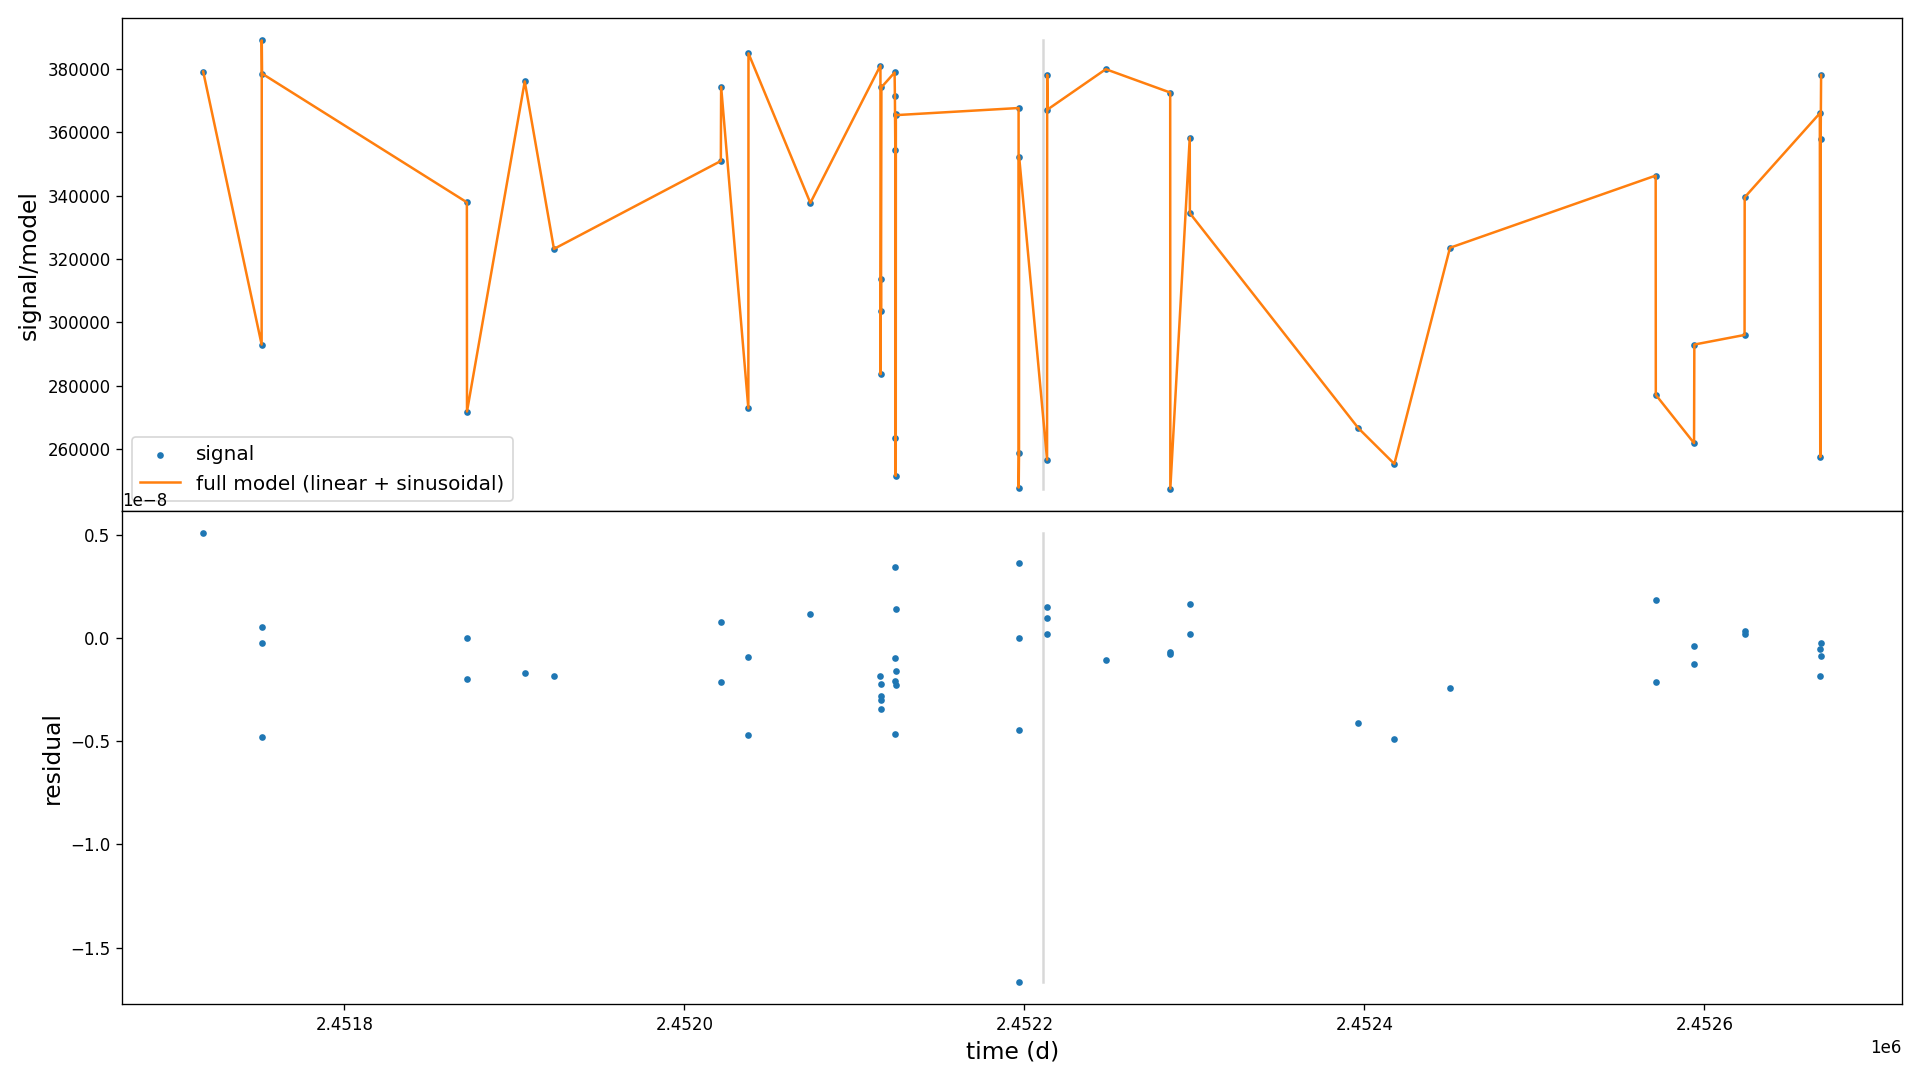 380000
360000
340000
320000
300000
280000
260000
signal/model
signal
full model (linear + sinusoidal)
1e−8
0.5
0.0
−0.5
−1.0
−1.5
residual
2.4518
2.4520
2.4522
2.4524
2.4526
time (d)
1e6